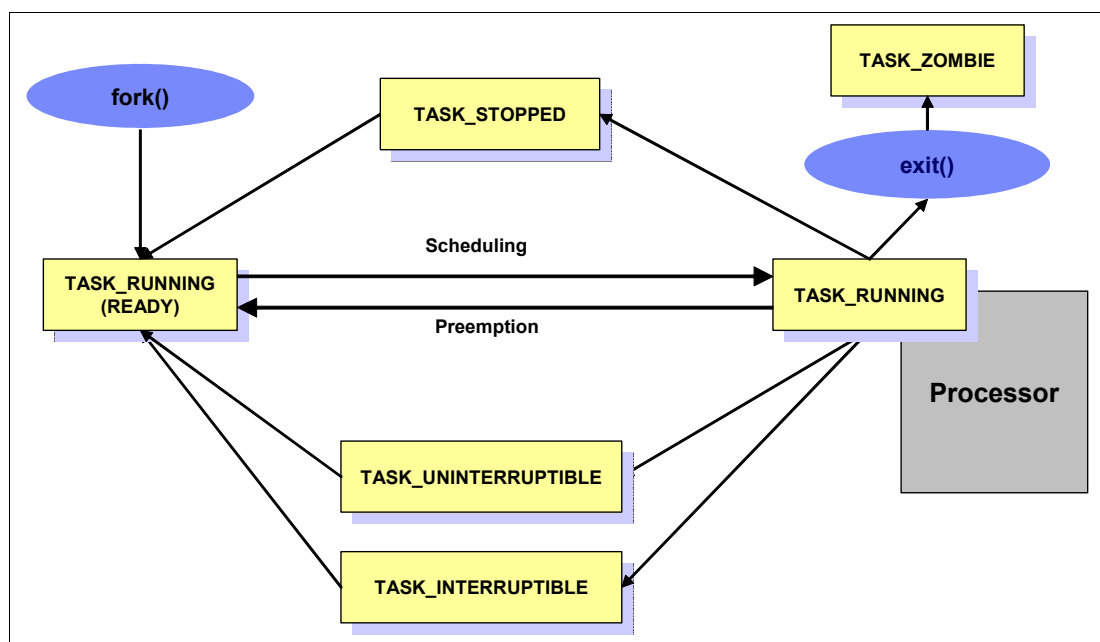 TASK_ZOMBIE
fork()
TASK_STOPPED
exit()
Scheduling
TASK_RUNNING
(READY)
TASK_RUNNING
Preemption
Processor
TASK_UNINTERRUPTIBLE
TASK_INTERRUPTIBLE